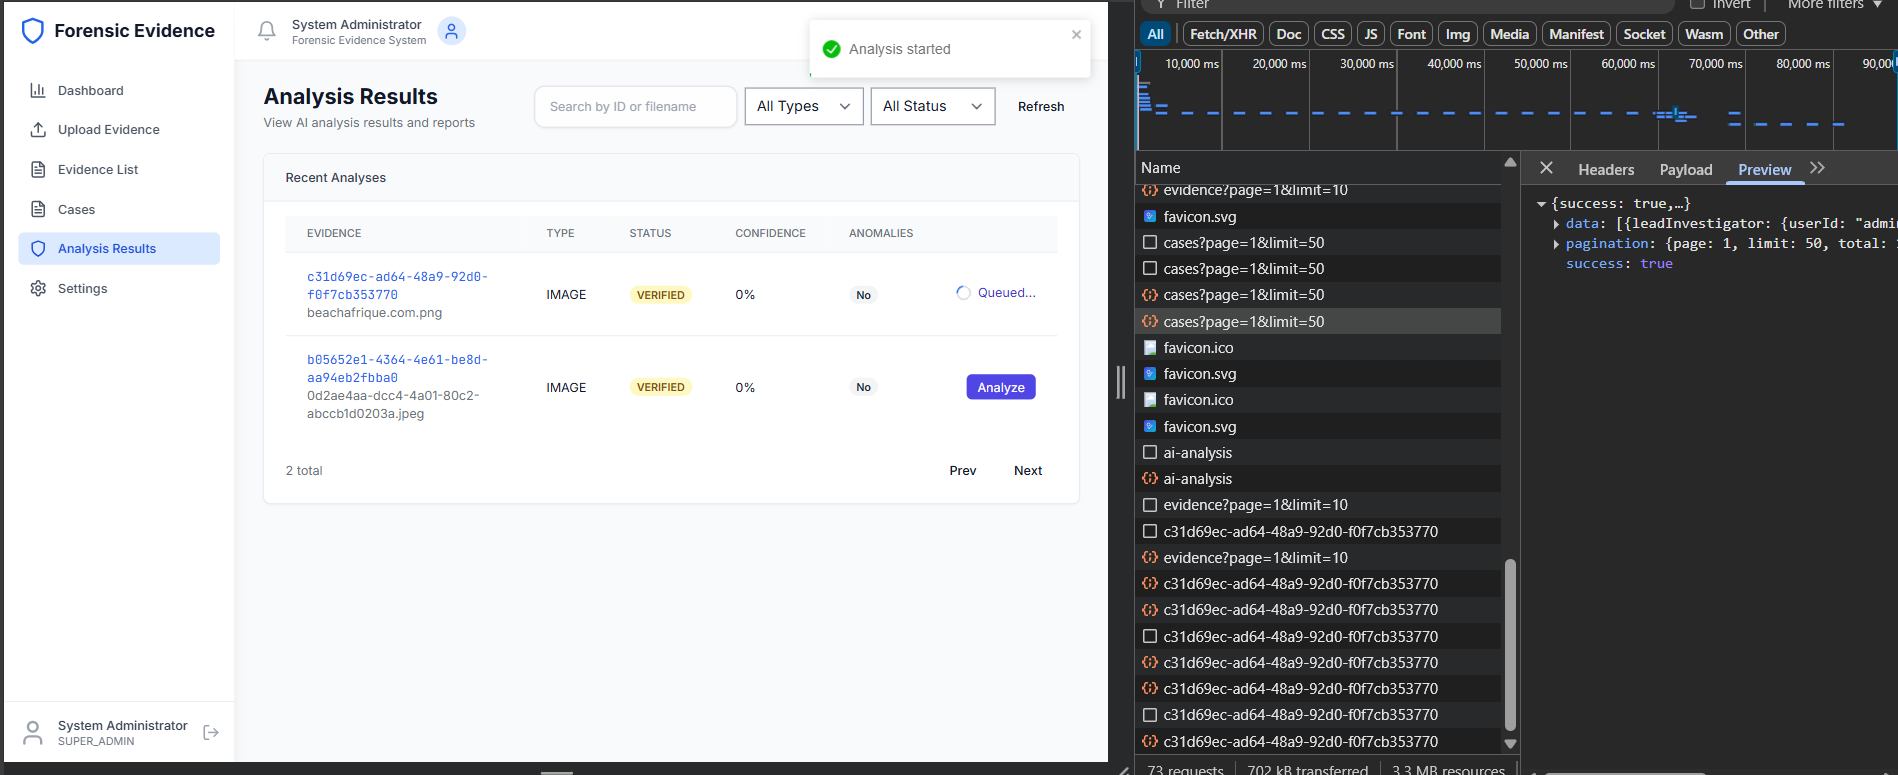 Forensic Evidence
System Administrator
Forensic Evidence System
Analysis started
Dashboard
Upload Evidence
Evidence List
Cases
Analysis Results
Settings
System Administrator
SUPER_ADMIN
Analysis Results
View AI analysis results and reports
Search by ID or filename
All Types
All Status
Refresh
Recent Analyses
EVIDENCE TYPE STATUS CONFIDENCE ANOMALIES
c31d69ec-ad64-48a9-92d0-
f0f7cb353770
beachafrique.com.png
IMAGE VERIFIED 0% No Queued...
b05652e1-4364-4e61-be8d-
aa94eb2fbba0
0d2ae4aa-dcc4-4a01-80c2-
abccb1d0203a.jpeg
IMAGE VERIFIED 0% No Analyze
2 total
Prev Next
Filter Invert More filters
All Fetch/XHR Doc CSS JS Font Img Media Manifest Socket Wasm Other
10,000 ms 20,000 ms 30,000 ms 40,000 ms 50,000 ms 60,000 ms 70,000 ms 80,000 ms 90,00
Name
evidence?page=1&limit=10
favicon.svg
cases?page=1&limit=50
cases?page=1&limit=50
cases?page=1&limit=50
cases?page=1&limit=50
favicon.ico
favicon.svg
favicon.ico
favicon.svg
ai-analysis
ai-analysis
evidence?page=1&limit=10
c31d69ec-ad64-48a9-92d0-f0f7cb353770
evidence?page=1&limit=10
c31d69ec-ad64-48a9-92d0-f0f7cb353770
c31d69ec-ad64-48a9-92d0-f0f7cb353770
c31d69ec-ad64-48a9-92d0-f0f7cb353770
c31d69ec-ad64-48a9-92d0-f0f7cb353770
c31d69ec-ad64-48a9-92d0-f0f7cb353770
c31d69ec-ad64-48a9-92d0-f0f7cb353770
c31d69ec-ad64-48a9-92d0-f0f7cb353770
73 requests 702 kB transferred 3.3 MB resources
Headers Payload Preview
{success: true,…}
data: [{leadInvestigator: {userId: "admi
pagination: {page: 1, limit: 50, total:
success: true